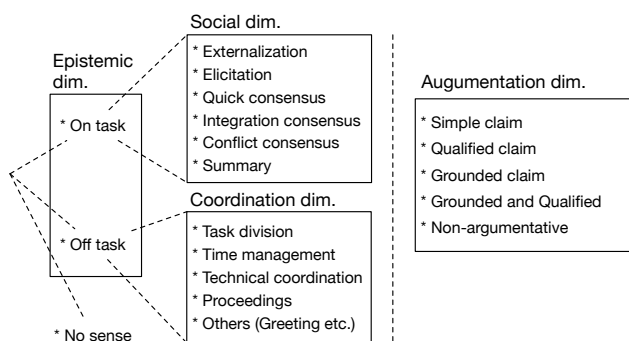 Social dim.
* Externalization
* Elicitation
* Quick consensus
* Integration consensus
* Conflict consensus
* Summary
Epistemic
dim.
* On task
* Off task
* No sense
Coordination dim.
* Task division
* Time management
* Technical coordination
* Proceedings
* Others (Greeting etc.)
Augumentation dim.
* Simple claim
* Qualified claim
* Grounded claim
* Grounded and Qualified
* Non-argumentative